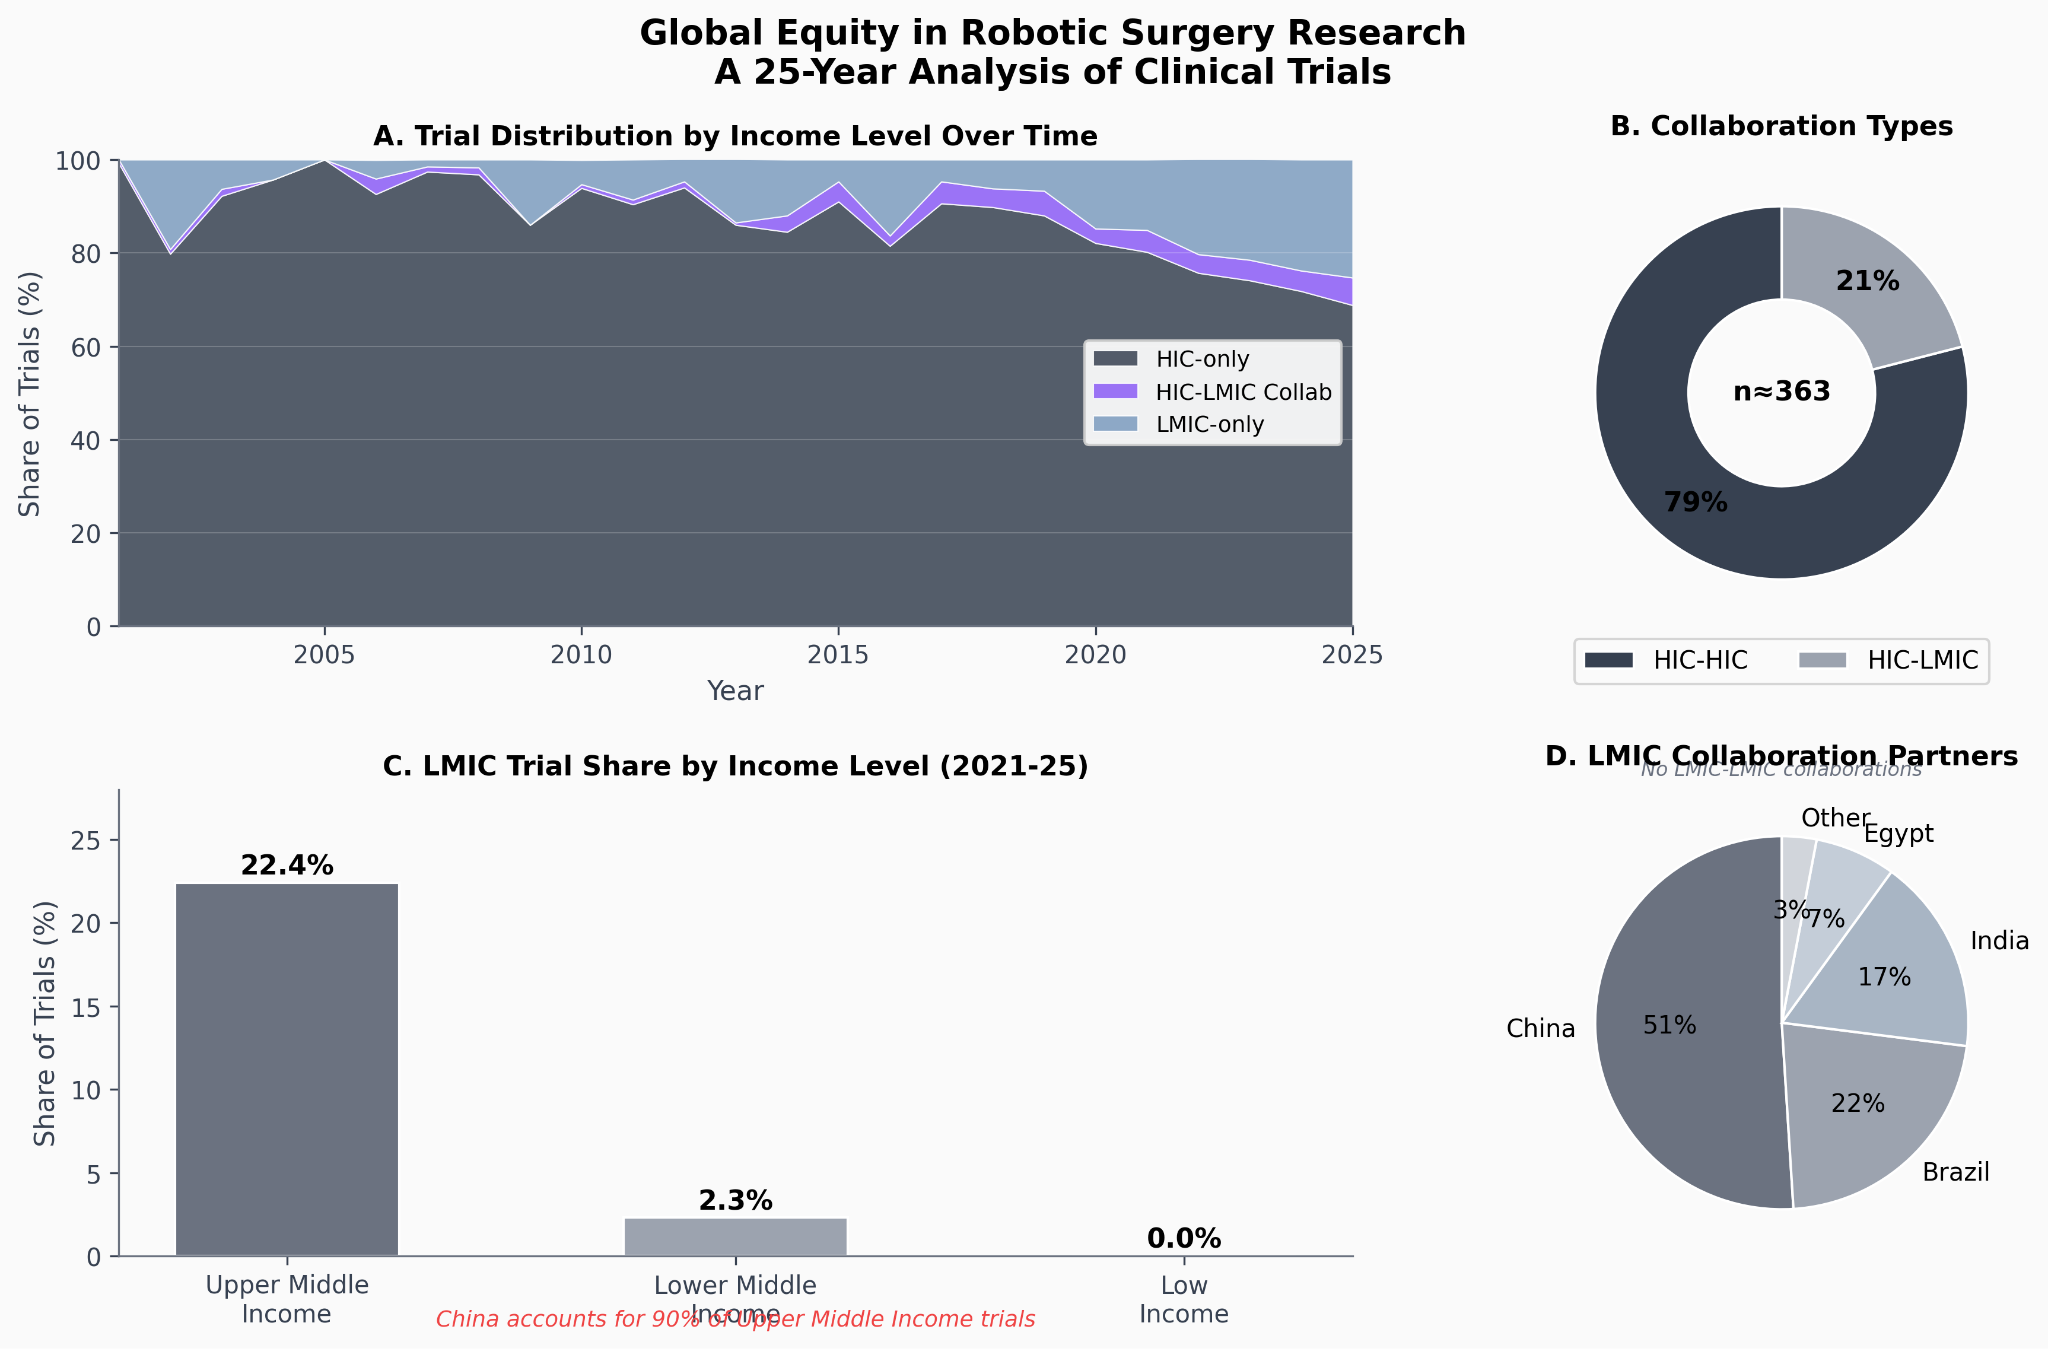 Global Equity in Robotic Surgery Research
A 25-Year Analysis of Clinical Trials
A. Trial Distribution by Income Level Over Time
Share of Trials (%)
100
80
60
40
20
0
2005
2010
2015
2020
2025
Year
HIC-only
HIC-LMIC Collab
LMIC-only
B. Collaboration Types
21%
79%
n≈363
HIC-HIC
HIC-LMIC
C. LMIC Trial Share by Income Level (2021-25)
Share of Trials (%)
25
20
15
10
5
0
22.4%
2.3%
0.0%
Upper Middle
Income
Lower Middle
Income
Low
Income
China accounts for 90% of Upper Middle Income trials
D. LMIC Collaboration Partners
No LMIC-LMIC collaborations
Other
Egypt
India
Brazil
China
3%
7%
17%
22%
51%